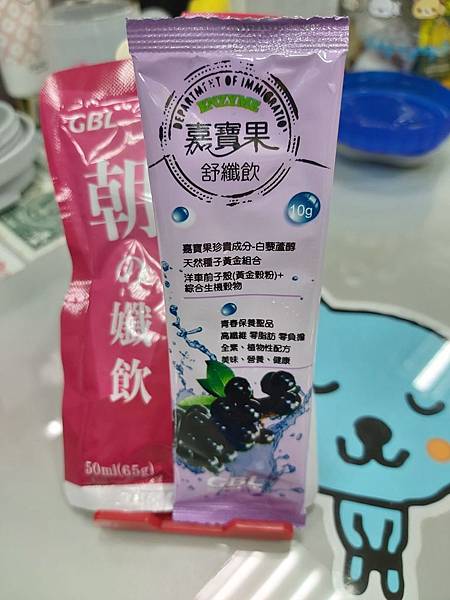 GBL
朝の孅飲
50ml(65g)
DEPARTMENT OF IMMIGRATIO
ENZYME
嘉寶果
舒纖飲
10g
嘉寶果珍貴成分-白藜蘆醇
天然種子黃金組合
洋車前子殼(黃金穀粉)+
綜合生機穀物
青春保養聖品
高纖維 零脂肪 零負擔
全素、植物性配方
美味、營養、健康
GBL